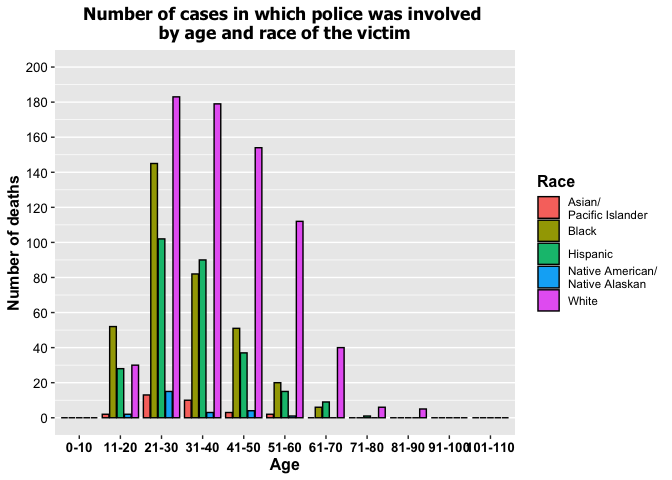 Number of cases in which police was involved
by age and race of the victim
Number of deaths
200
180
160
140
120
100
80
60
40
20
0
0-10 11-20 21-30 31-40 41-50 51-60 61-70 71-80 81-90 91-100 101-110
Age
Race
Asian/
Pacific Islander
Black
Hispanic
Native American/
Native Alaskan
White